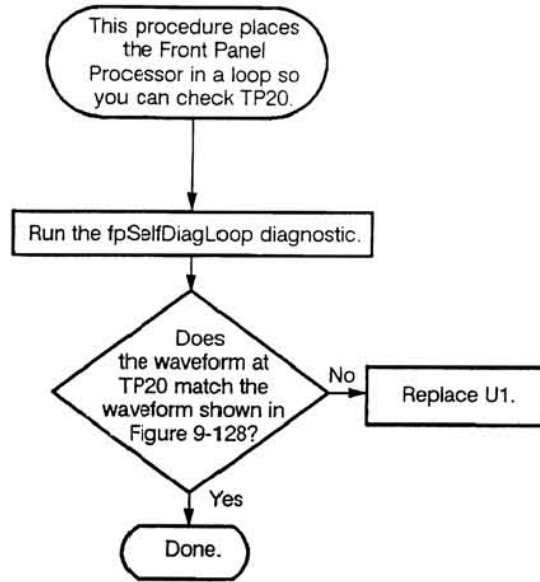 This procedure places
the Front Panel
Processor in a loop so
you can check TP20.
Run the fpSelfDiagLoop diagnostic.
Does
the waveform at
TP20 match the
waveform shown in
Figure 9-128?
No
Replace U1.
Yes
Done.